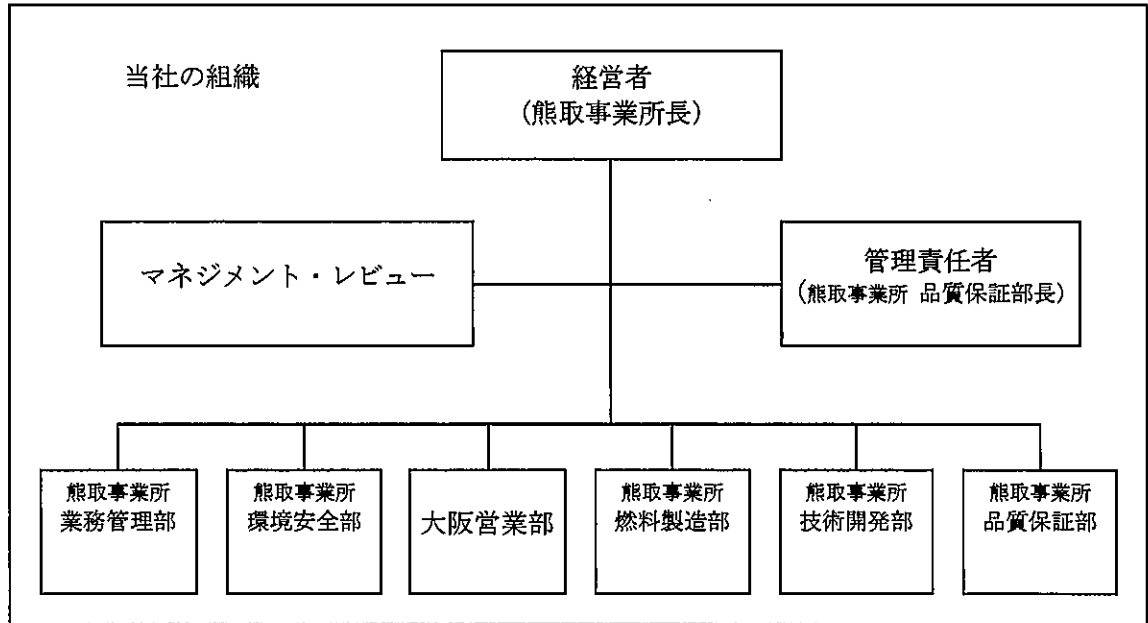 当社の組織
経営者
(熊取事業所長)
マネジメント・レビュー
管理責任者
(熊取事業所 品質保証部長)
熊取事業所
業務管理部
熊取事業所
環境安全部
大阪営業部
熊取事業所
燃料製造部
熊取事業所
技術開発部
熊取事業所
品質保証部